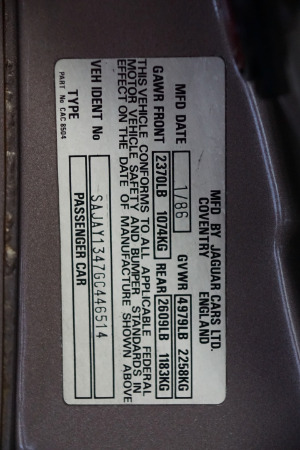 MFD BY JAGUAR CARS LTD.
COVENTRY ENGLAND
MFD DATE 1/86 GVWR 4979LB 2258KG
GAWR FRONT 2370LB 1074KG REAR 2609LB 1183KG
THIS VEHICLE CONFORMS TO ALL APPLICABLE FEDERAL
MOTOR VEHICLE SAFETY AND BUMPER STANDARDS IN
EFFECT ON THE DATE OF MANUFACTURE SHOWN ABOVE
VEH IDENT No SAJAY1347GC446514
TYPE PASSENGER CAR
PART No CAC 8504